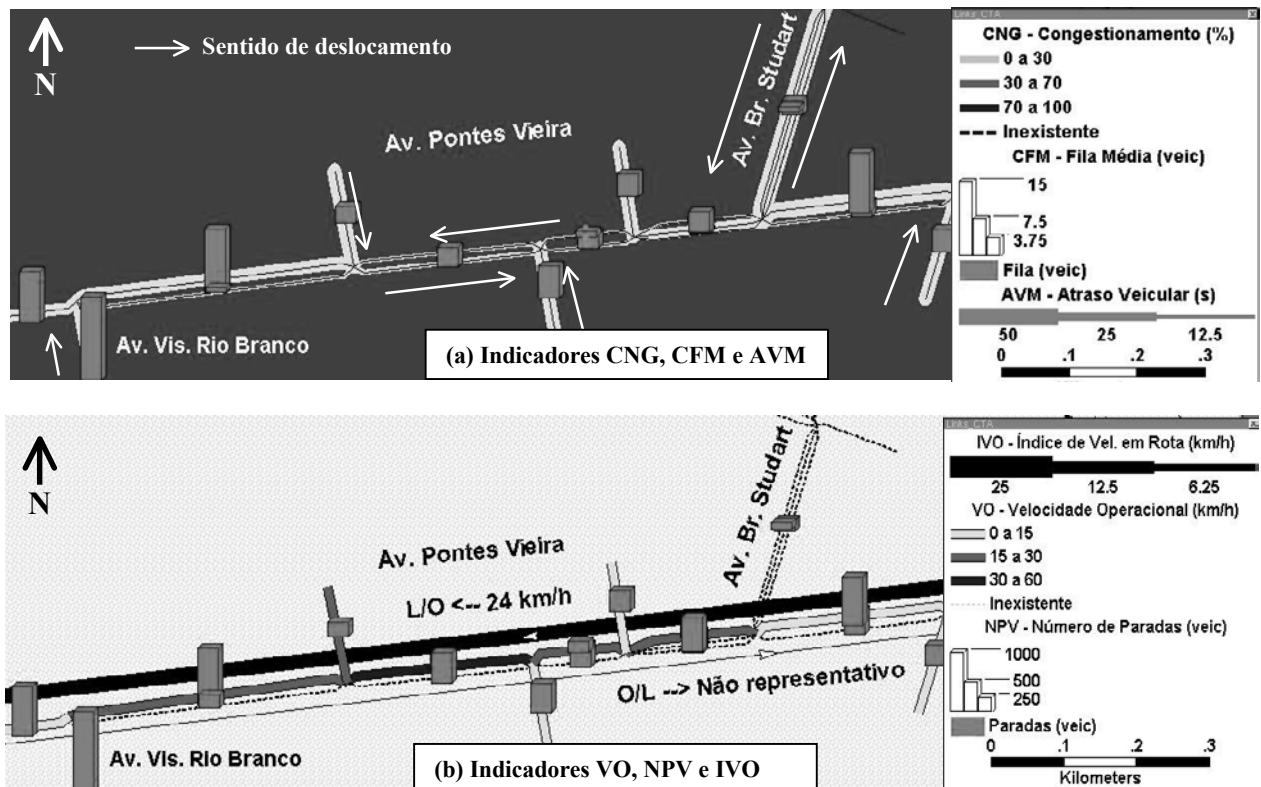 N
Sentido de deslocamento
Av. Pontes Vieira
Av. Br. Studart
Av. Vis. Rio Branco
(a) Indicadores CNG, CFM e AVM
Links_CTA
CNG - Congestionamento (%)
0 a 30
30 a 70
70 a 100
Inexistente
CFM - Fila Média (veic)
15
7.5
3.75
Fila (veic)
AVM - Atraso Veicular (s)
50 25 12.5
0 .1 .2 .3
N
Av. Pontes Vieira
L/O <-- 24 km/h
Av. Br. Studart
O/L --> Não representativo
Av. Vis. Rio Branco
(b) Indicadores VO, NPV e IVO
Links_CTA
IVO - Índice de Vel. em Rota (km/h)
25 12.5 6.25
VO - Velocidade Operacional (km/h)
0 a 15
15 a 30
30 a 60
Inexistente
NPV - Número de Paradas (veic)
1000
500
250
Paradas (veic)
0 .1 .2 .3
Kilometers